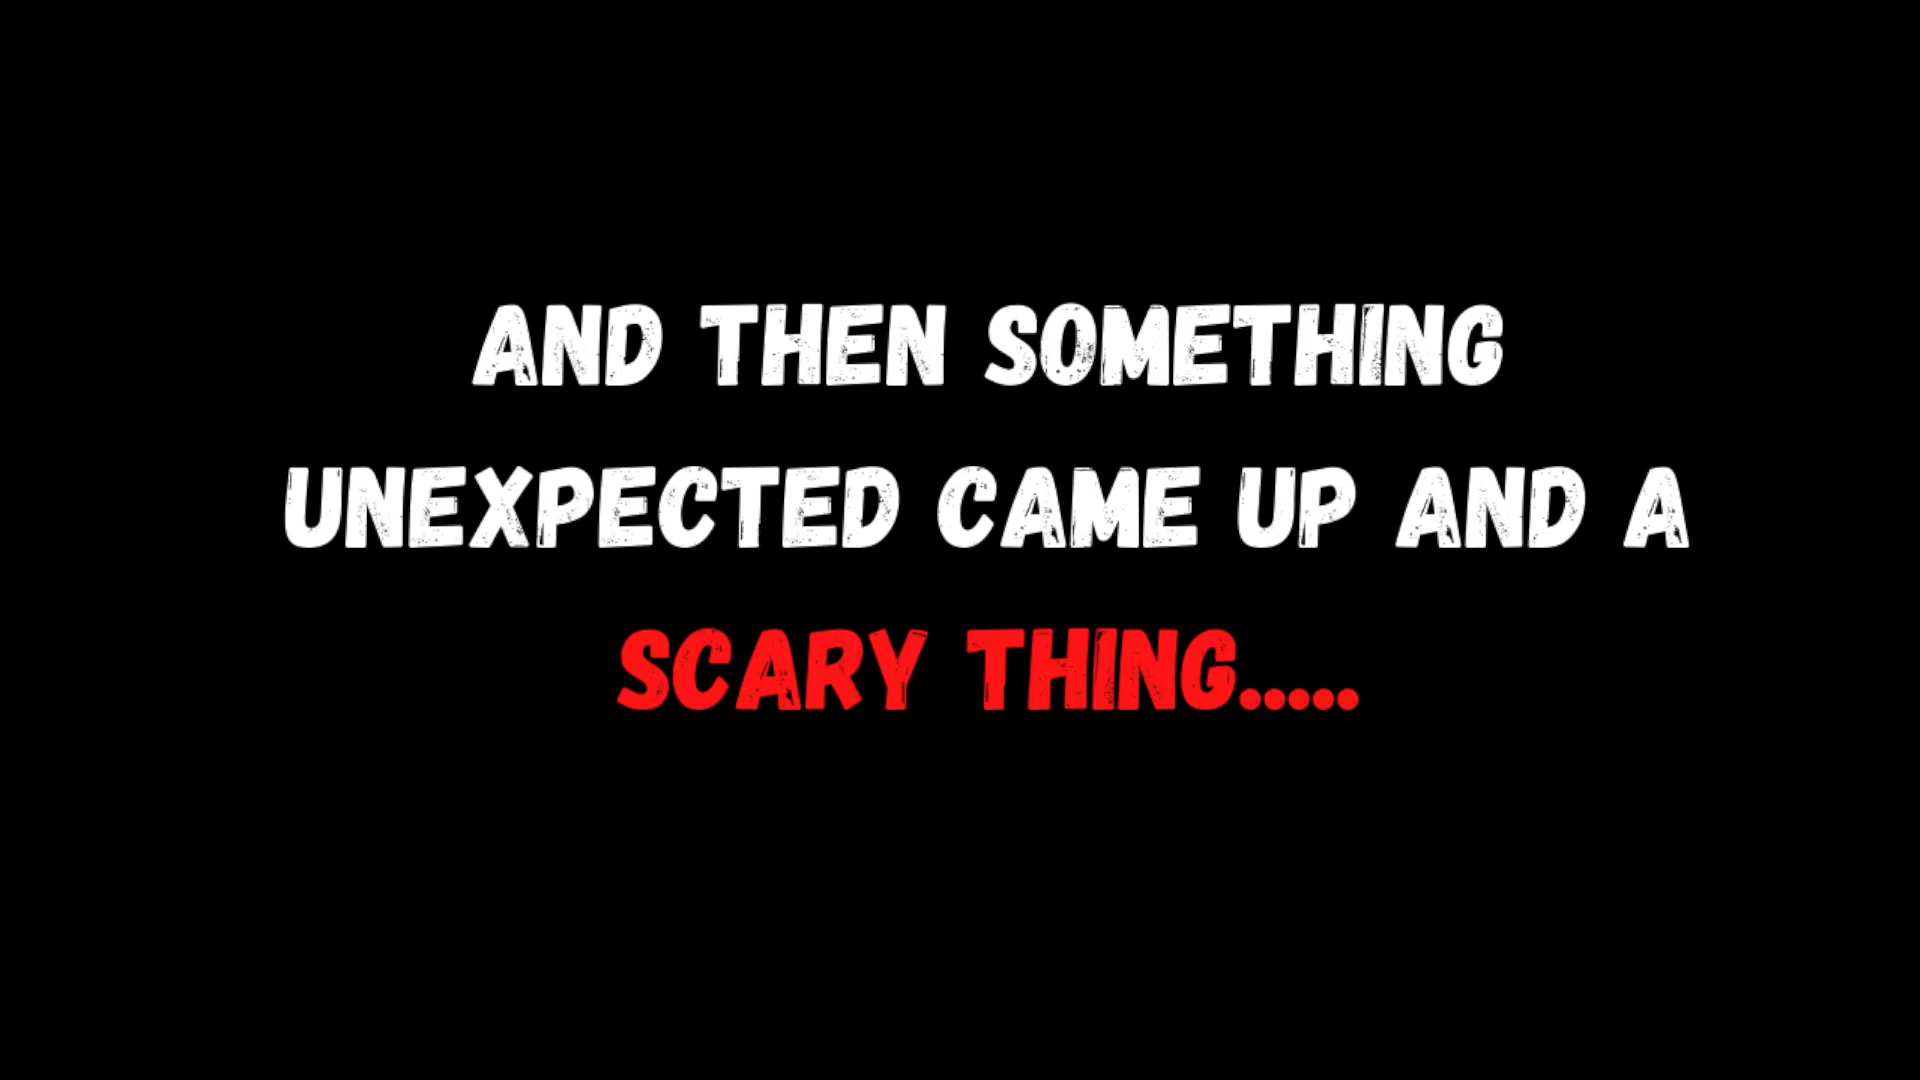 AND THEN SOMETHING
UNEXPECTED CAME UP AND A
SCARY THING.....